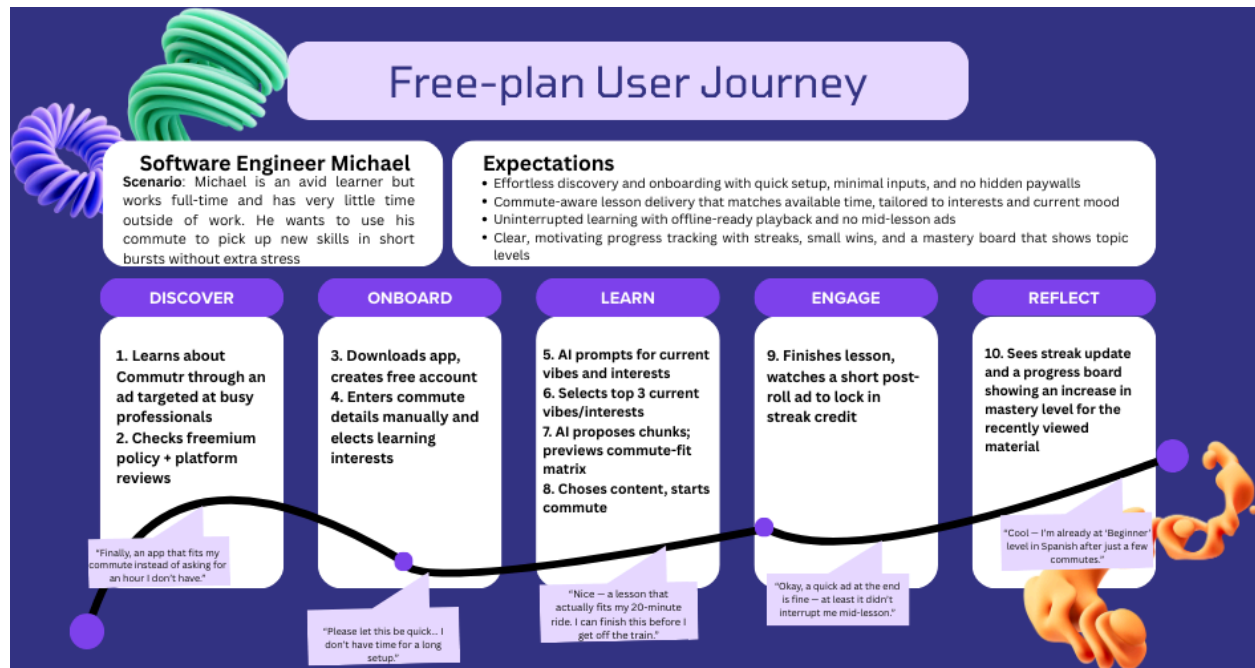 Free-plan User Journey
Software Engineer Michael
Scenario: Michael is an avid learner but
works full-time and has very little time
outside of work. He wants to use his
commute to pick up new skills in short
bursts without extra stress
Expectations
• Effortless discovery and onboarding with quick setup, minimal inputs, and no hidden paywalls
• Commute-aware lesson delivery that matches available time, tailored to interests and current mood
• Uninterrupted learning with offline-ready playback and no mid-lesson ads
• Clear, motivating progress tracking with streaks, small wins, and a mastery board that shows topic
levels
DISCOVER
1. Learns about
Commutr through an
ad targeted at busy
professionals
2. Checks freemium
policy + platform
reviews
"Finally, an app that fits my
commute instead of asking for
an hour I don't have."
ONBOARD
3. Downloads app,
creates free account
4. Enters commute
details manually and
elects learning
interests
"Please let this be quick... I
don't have time for a long
setup."
LEARN
5. AI prompts for current
vibes and interests
6. Selects top 3 current
vibes/interests
7. AI proposes chunks;
previews commute-fit
matrix
8. Choses content, starts
commute
"Nice — a lesson that
actually fits my 20-minute
ride. I can finish this before I
get off the train."
ENGAGE
9. Finishes lesson,
watches a short post-
roll ad to lock in
streak credit
"Okay, a quick ad at the end
is fine — at least it didn't
interrupt me mid-lesson."
REFLECT
10. Sees streak update
and a progress board
showing an increase in
mastery level for the
recently viewed
material
"Cool — I'm already at 'Beginner'
level in Spanish after just a few
commutes."